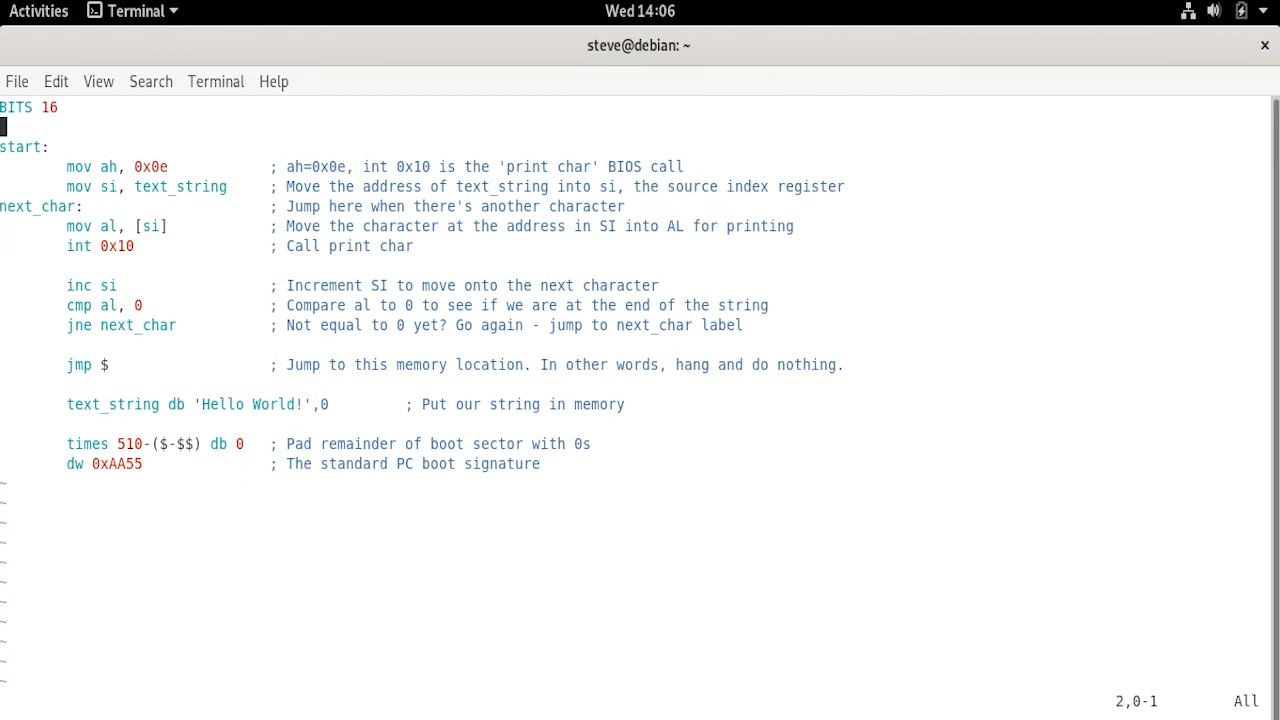 Activities Terminal Wed 14:06
steve@debian: ~ ×
File Edit View Search Terminal Help
BITS 16
start:
mov ah, 0x0e ; ah=0x0e, int 0x10 is the 'print char' BIOS call
mov si, text_string ; Move the address of text_string into si, the source index register
next_char: ; Jump here when there's another character
mov al, [si] ; Move the character at the address in SI into AL for printing
int 0x10 ; Call print char
inc si ; Increment SI to move onto the next character
cmp al, 0 ; Compare al to 0 to see if we are at the end of the string
jne next_char ; Not equal to 0 yet? Go again - jump to next_char label
jmp $ ; Jump to this memory location. In other words, hang and do nothing.
text_string db 'Hello World!',0 ; Put our string in memory
times 510-($-$$) db 0 ; Pad remainder of boot sector with 0s
dw 0xAA55 ; The standard PC boot signature
~
~
~
~
~
~
~
~
~
~
~
2,0-1 All